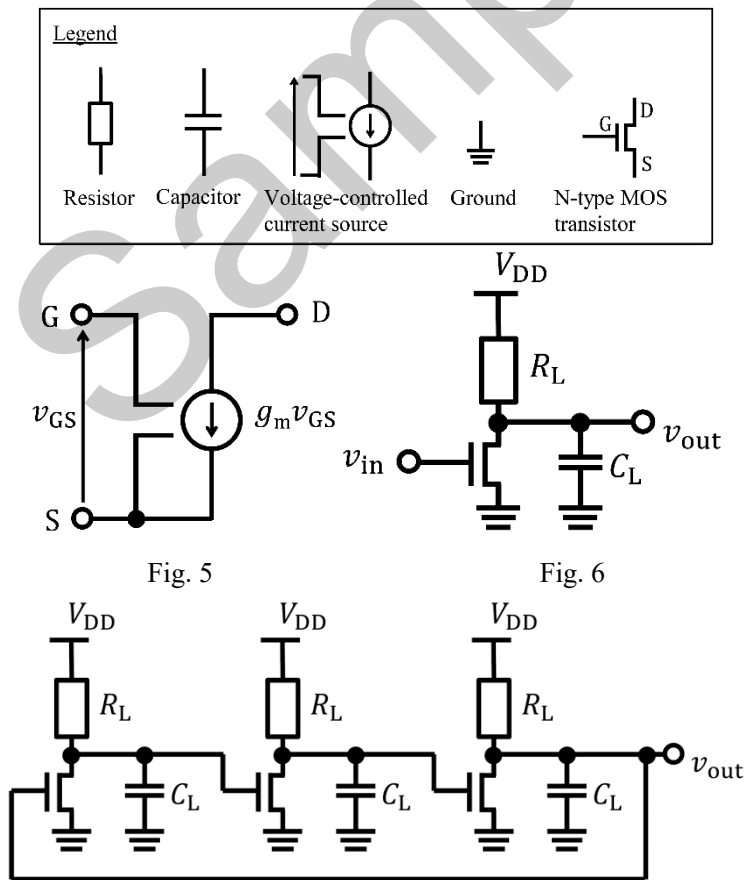 Legend
G D S
Resistor Capacitor Voltage-controlled current source Ground N-type MOS transistor
G D
v_GS g_m v_GS
S
V_DD
R_L
v_in v_out
C_L
Fig. 5 Fig. 6
V_DD V_DD V_DD
R_L R_L R_L
C_L C_L C_L v_out